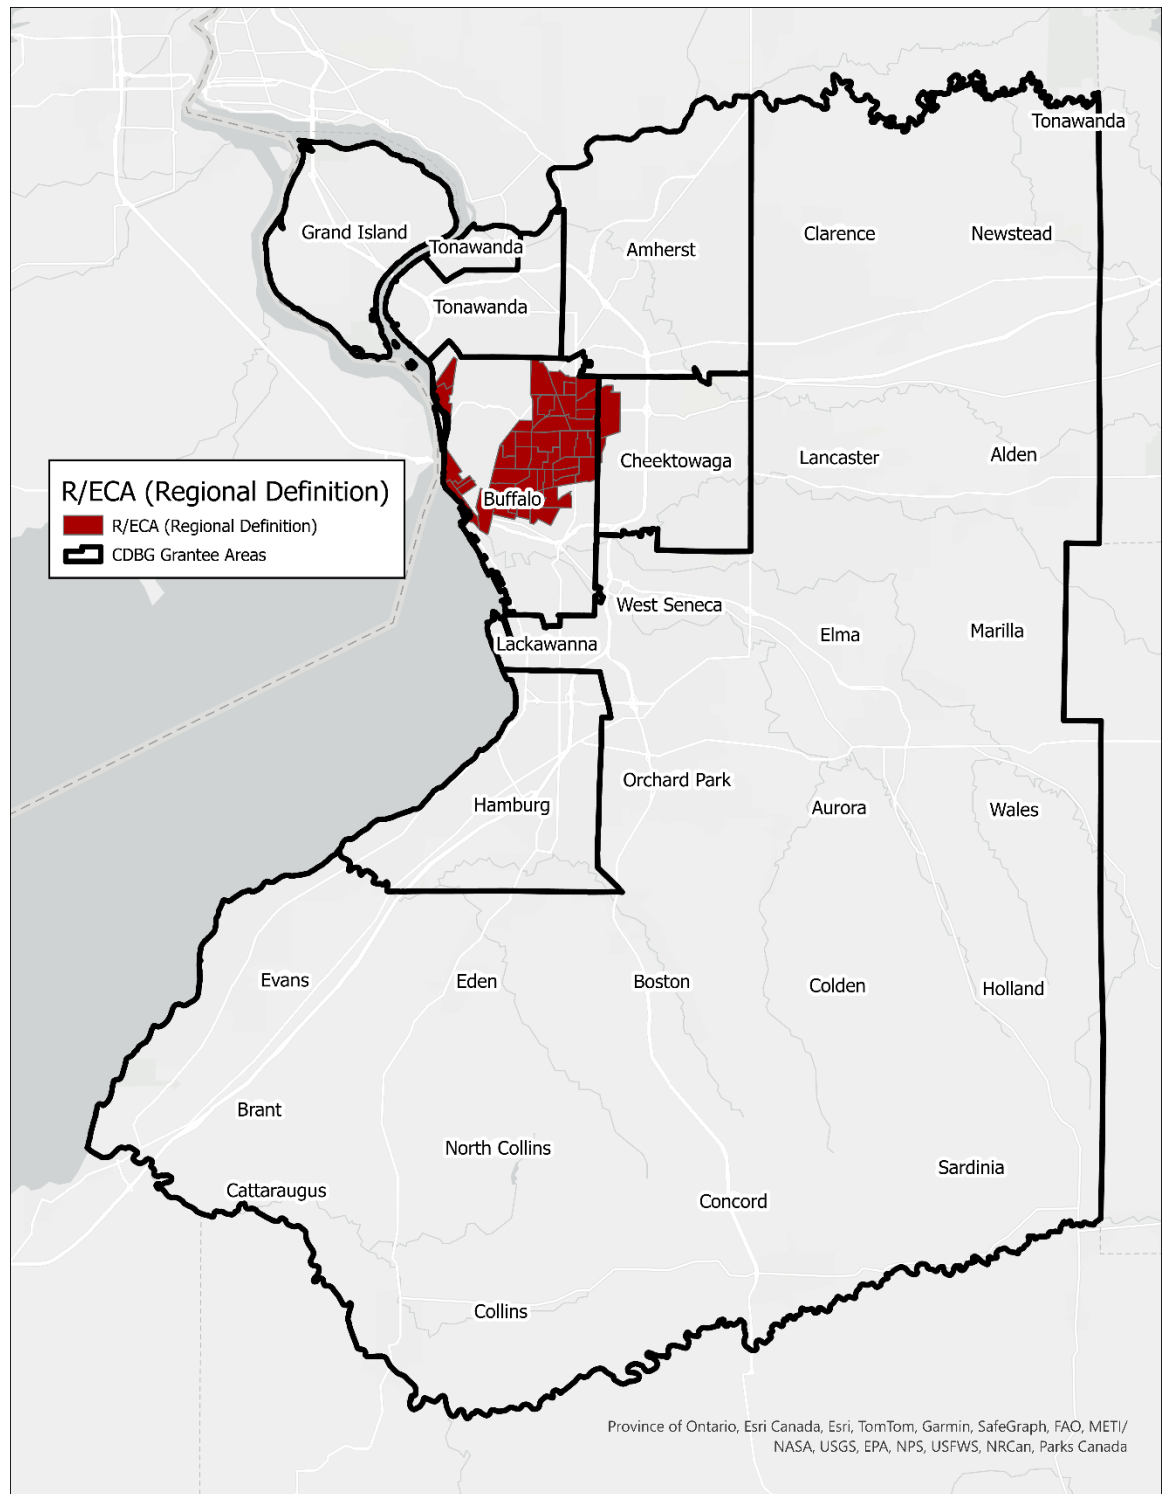 Tonawanda
Grand Island
Tonawanda
Amherst
Clarence
Newstead
Tonawanda
Cheektowaga
Lancaster
Alden
R/ECA (Regional Definition)
R/ECA (Regional Definition)
CDBG Grantee Areas
Buffalo
West Seneca
Elma
Marilla
Lackawanna
Orchard Park
Hamburg
Aurora
Wales
Evans
Eden
Boston
Colden
Holland
Brant
North Collins
Sardinia
Cattaraugus
Concord
Collins
Province of Ontario, Esri Canada, Esri, TomTom, Garmin, SafeGraph, FAO, METI/
NASA, USGS, EPA, NPS, USFWS, NRCan, Parks Canada